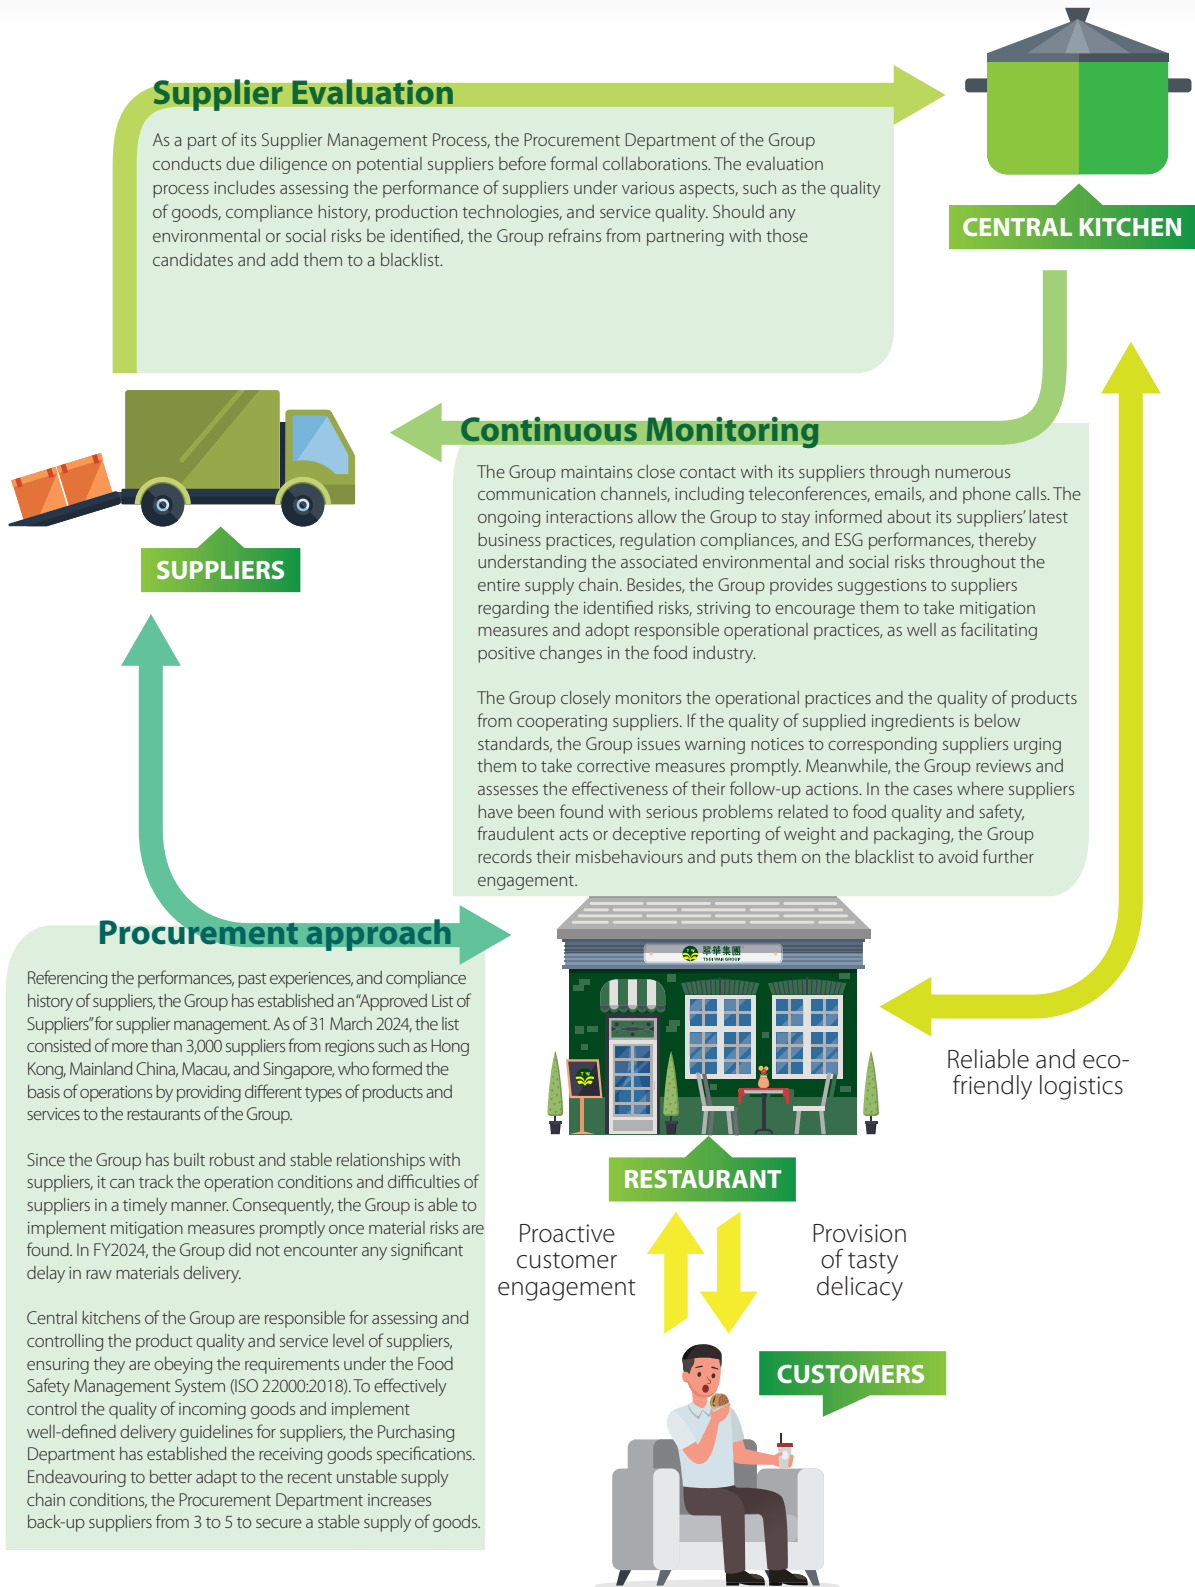 Supplier Evaluation
As a part of its Supplier Management Process, the Procurement Department of the Group
conducts due diligence on potential suppliers before formal collaborations. The evaluation
process includes assessing the performance of suppliers under various aspects, such as the quality
of goods, compliance history, production technologies, and service quality. Should any
environmental or social risks be identified, the Group refrains from partnering with those
candidates and add them to a blacklist.
CENTRAL KITCHEN
Continuous Monitoring
The Group maintains close contact with its suppliers through numerous
communication channels, including teleconferences, emails, and phone calls. The
ongoing interactions allow the Group to stay informed about its suppliers’ latest
business practices, regulation compliances, and ESG performances, thereby
understanding the associated environmental and social risks throughout the
entire supply chain. Besides, the Group provides suggestions to suppliers
regarding the identified risks, striving to encourage them to take mitigation
measures and adopt responsible operational practices, as well as facilitating
positive changes in the food industry.
The Group closely monitors the operational practices and the quality of products
from cooperating suppliers. If the quality of supplied ingredients is below
standards, the Group issues warning notices to corresponding suppliers urging
them to take corrective measures promptly. Meanwhile, the Group reviews and
assesses the effectiveness of their follow-up actions. In the cases where suppliers
have been found with serious problems related to food quality and safety,
fraudulent acts or deceptive reporting of weight and packaging, the Group
records their misbehaviours and puts them on the blacklist to avoid further
engagement.
SUPPLIERS
Procurement approach
Referencing the performances, past experiences, and compliance
history of suppliers, the Group has established an “Approved List of
Suppliers” for supplier management. As of 31 March 2024, the list
consisted of more than 3,000 suppliers from regions such as Hong
Kong, Mainland China, Macau, and Singapore, who formed the
basis of operations by providing different types of products and
services to the restaurants of the Group.
Since the Group has built robust and stable relationships with
suppliers, it can track the operation conditions and difficulties of
suppliers in a timely manner. Consequently, the Group is able to
implement mitigation measures promptly once material risks are
found. In FY2024, the Group did not encounter any significant
delay in raw materials delivery.
Central kitchens of the Group are responsible for assessing and
controlling the product quality and service level of suppliers,
ensuring they are obeying the requirements under the Food
Safety Management System (ISO 22000:2018). To effectively
control the quality of incoming goods and implement
well-defined delivery guidelines for suppliers, the Purchasing
Department has established the receiving goods specifications.
Endeavouring to better adapt to the recent unstable supply
chain conditions, the Procurement Department increases
back-up suppliers from 3 to 5 to secure a stable supply of goods.
翠華集團
TSUI WAH GROUP
Reliable and eco-
friendly logistics
RESTAURANT
Proactive
customer
engagement
Provision
of tasty
delicacy
CUSTOMERS